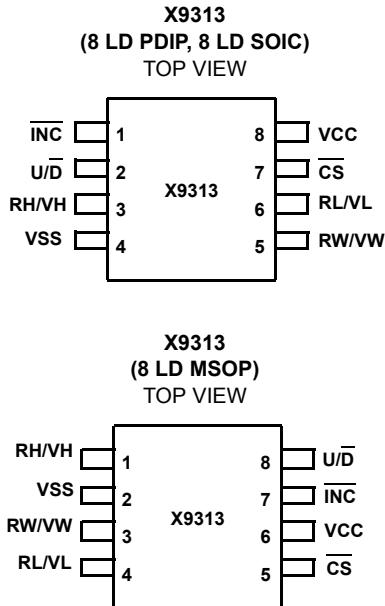 X9313
(8 LD PDIP, 8 LD SOIC)
TOP VIEW
INC 1 8 VCC
U/D 2 7 CS
X9313
RH/VH 3 6 RL/VL
VSS 4 5 RW/VW
X9313
(8 LD MSOP)
TOP VIEW
RH/VH 1 8 U/D
VSS 2 7 INC
X9313
RW/VW 3 6 VCC
RL/VL 4 5 CS